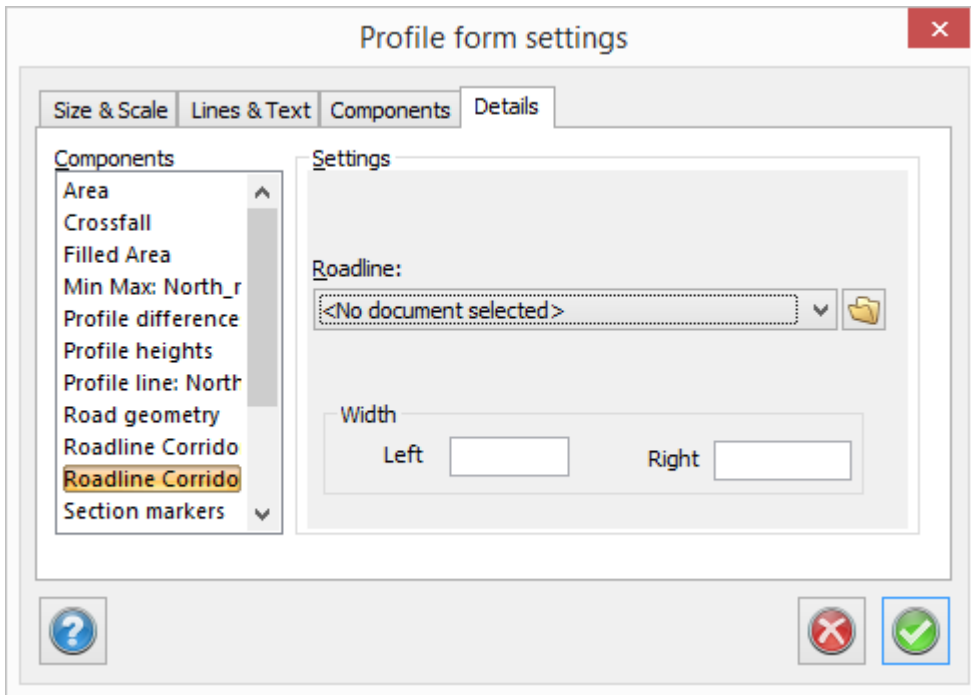 Profile form settings
Size & Scale
Lines & Text
Components
Details
Components
Area
Crossfall
Filled Area
Min Max: North_r
Profile difference
Profile heights
Profile line: North
Road geometry
Roadline Corrido
Roadline Corrido
Section markers
Settings
Roadline:
<No document selected>
Width
Left
Right